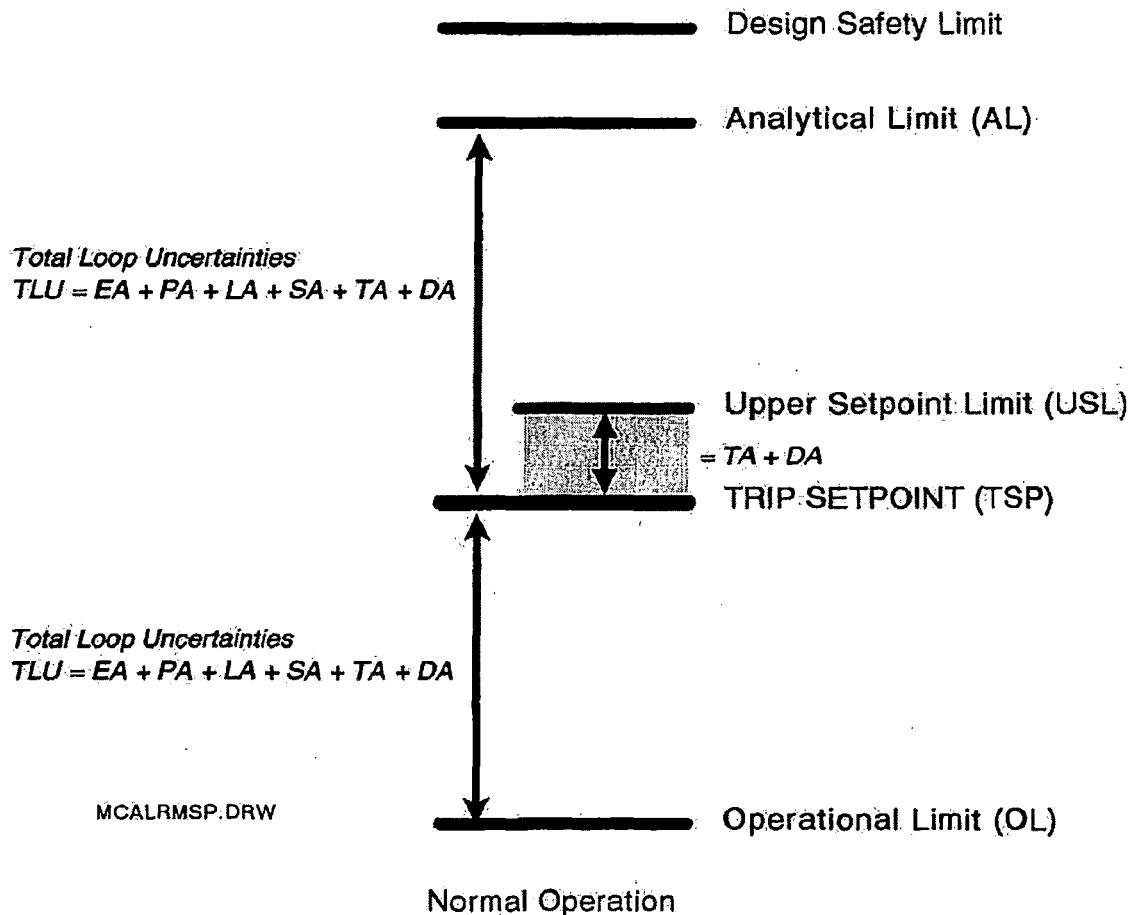 Design Safety Limit
Analytical Limit (AL)
Total Loop Uncertainties
TLU = EA + PA + LA + SA + TA + DA
Upper Setpoint Limit (USL)
= TA + DA
TRIP SETPOINT (TSP)
Total Loop Uncertainties
TLU = EA + PA + LA + SA + TA + DA
MCALRMSP.DRW
Operational Limit (OL)
Normal Operation